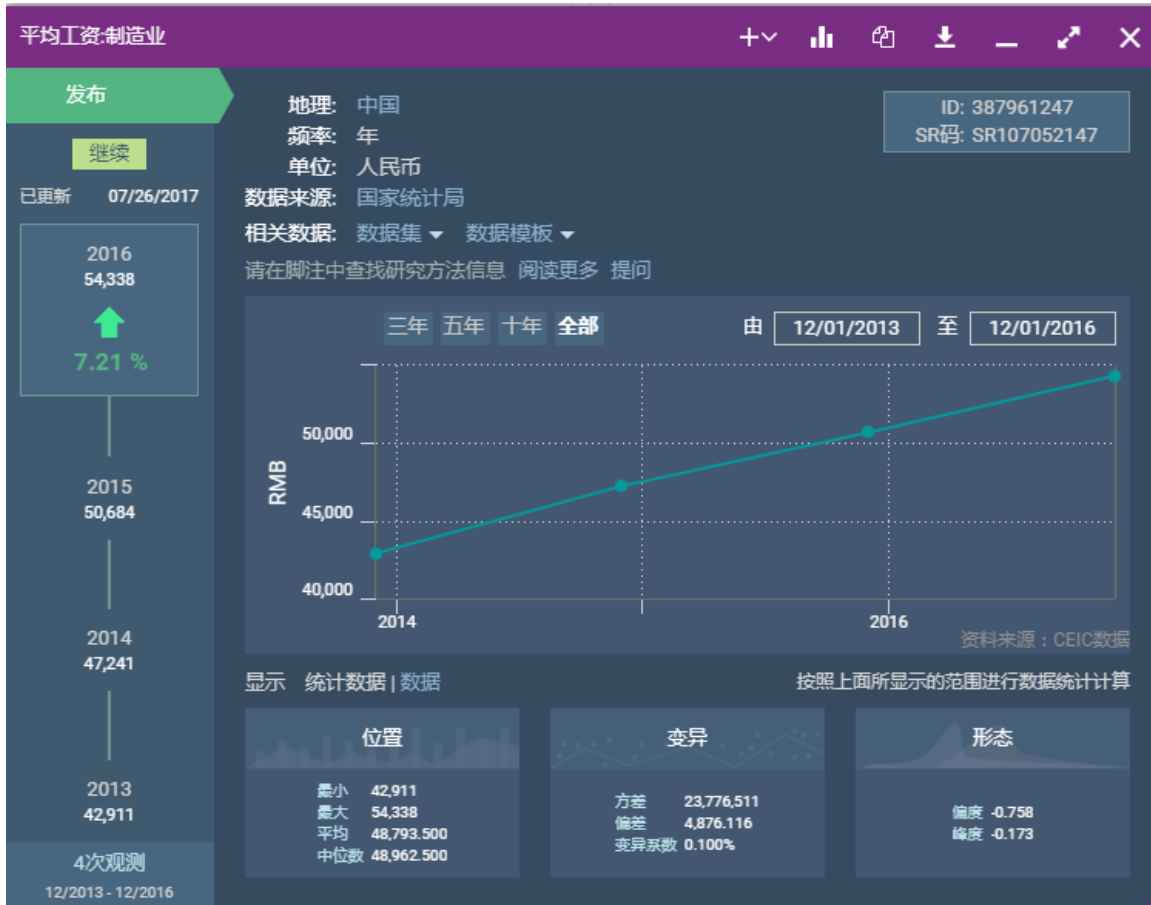 平均工资:制造业
发布
继续
已更新 07/26/2017
2016
54,338
7.21 %
2015
50,684
2014
47,241
2013
42,911
4次观测
12/2013 - 12/2016
地理: 中国
频率: 年
单位: 人民币
数据来源: 国家统计局
相关数据: 数据集 数据模板
请在脚注中查找研究方法信息 阅读更多 提问
ID: 387961247
SR码: SR107052147
三年 五年 十年 全部
由 12/01/2013 至 12/01/2016
RMB
50,000
45,000
40,000
2014 2016
资料来源：CEIC数据
显示 统计数据 | 数据
按照上面所显示的范围进行数据统计计算
位置
最小 42,911
最大 54,338
平均 48,793.500
中位数 48,962.500
变异
方差 23,776,511
偏差 4,876.116
变异系数 0.100%
形态
偏度 -0.758
峰度 -0.173